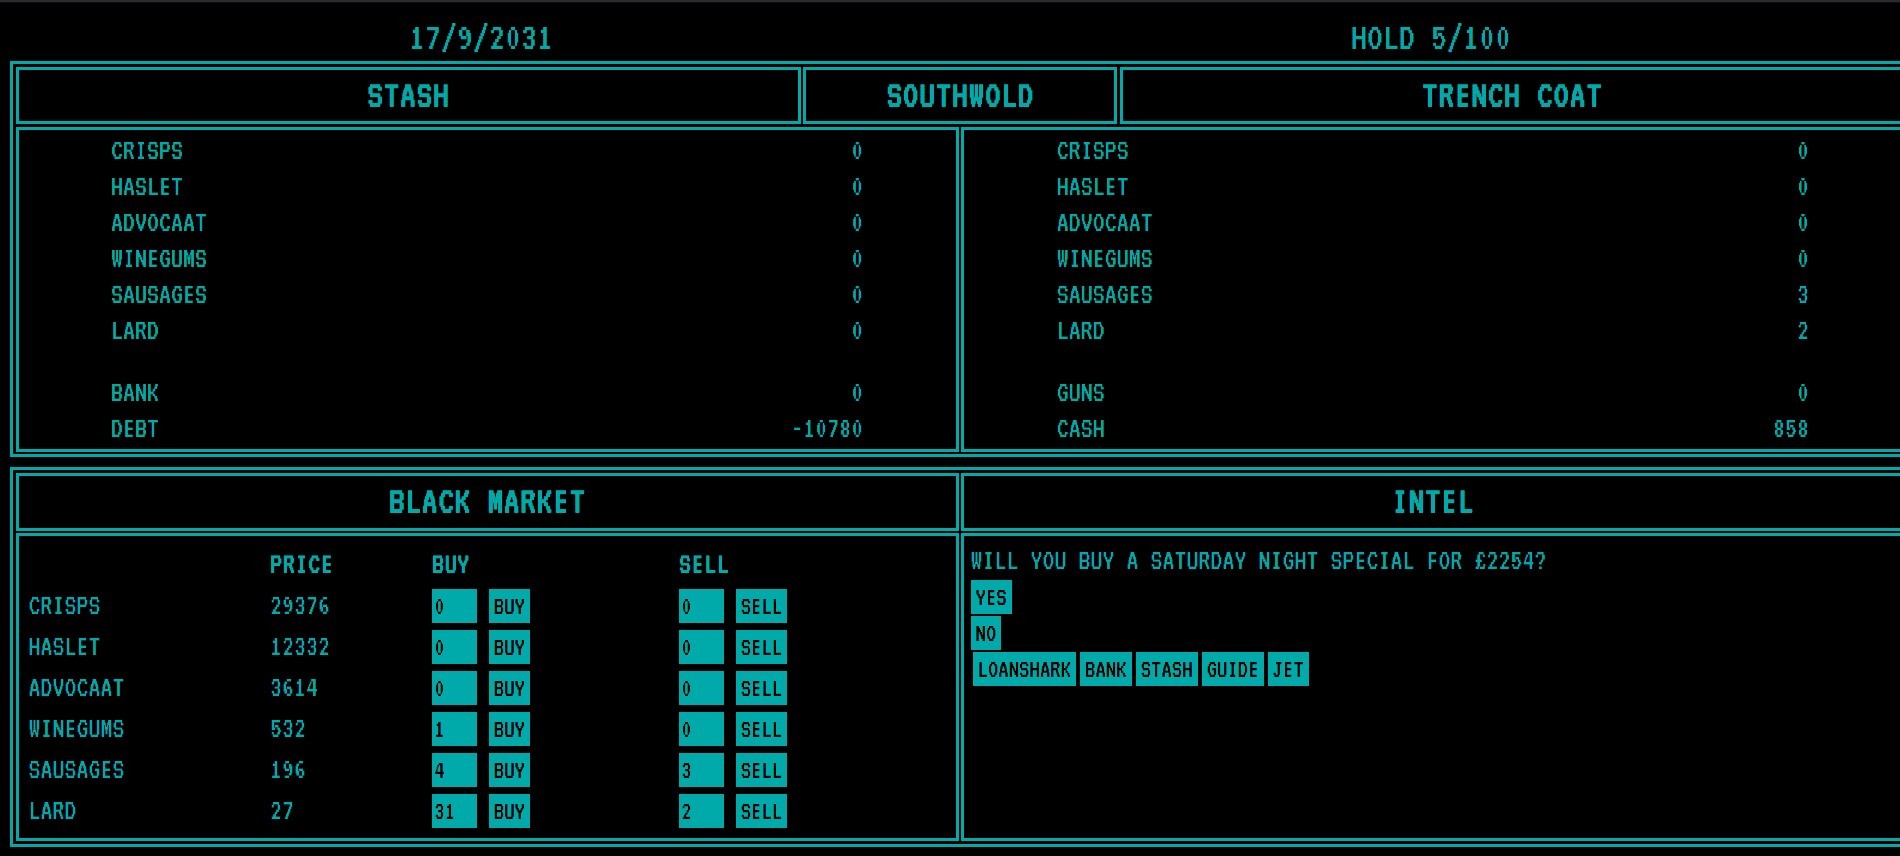 17/9/2031 HOLD 5/100
STASH SOUTHWOLD TRENCH COAT
CRISPS 0 CRISPS 0
HASLET 0 HASLET 0
ADVOCAAT 0 ADVOCAAT 0
WINEGUMS 0 WINEGUMS 0
SAUSAGES 0 SAUSAGES 3
LARD 0 LARD 2
BANK 0 GUNS 0
DEBT -10780 CASH 858
BLACK MARKET INTEL
PRICE BUY SELL
CRISPS 29376 0 BUY 0 SELL
HASLET 12332 0 BUY 0 SELL
ADVOCAAT 3614 0 BUY 0 SELL
WINEGUMS 532 1 BUY 0 SELL
SAUSAGES 196 4 BUY 3 SELL
LARD 27 31 BUY 2 SELL
WILL YOU BUY A SATURDAY NIGHT SPECIAL FOR £2254?
YES
NO
LOANSHARK BANK STASH GUIDE JET